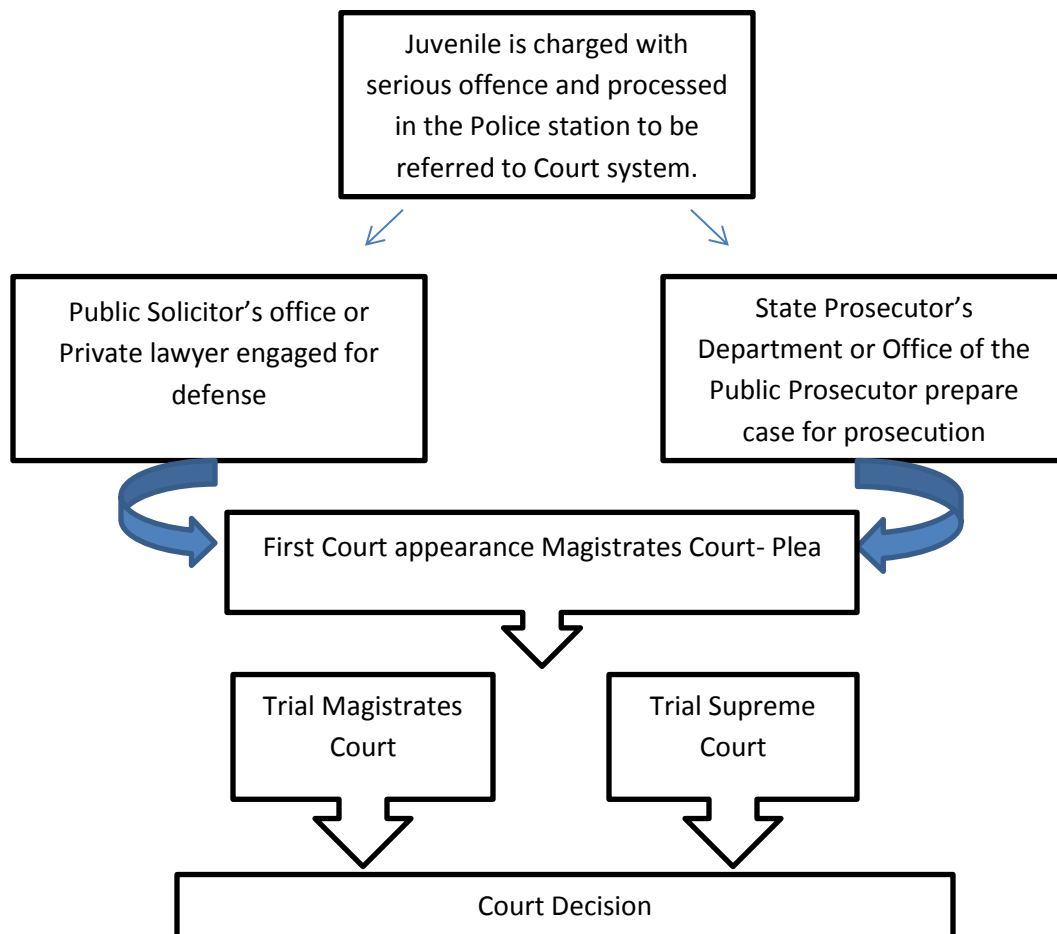 Juvenile is charged with
serious offence and processed
in the Police station to be
referred to Court system.
Public Solicitor’s office or
Private lawyer engaged for
defense
State Prosecutor’s
Department or Office of the
Public Prosecutor prepare
case for prosecution
First Court appearance Magistrates Court- Plea
Trial Magistrates
Court
Trial Supreme
Court
Court Decision